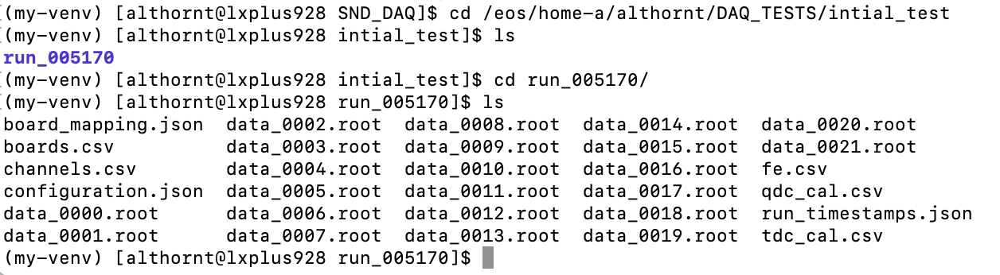 (my-venv) [althornt@lxplus928 SND_DAQ]$ cd /eos/home-a/althornt/DAQ_TESTS/intial_test
(my-venv) [althornt@lxplus928 intial_test]$ ls
run_005170
(my-venv) [althornt@lxplus928 intial_test]$ cd run_005170/
(my-venv) [althornt@lxplus928 run_005170]$ ls
board_mapping.json  data_0002.root  data_0008.root  data_0014.root  data_0020.root
boards.csv          data_0003.root  data_0009.root  data_0015.root  data_0021.root
channels.csv        data_0004.root  data_0010.root  data_0016.root  fe.csv
configuration.json  data_0005.root  data_0011.root  data_0017.root  qdc_cal.csv
data_0000.root      data_0006.root  data_0012.root  data_0018.root  run_timestamps.json
data_0001.root      data_0007.root  data_0013.root  data_0019.root  tdc_cal.csv
(my-venv) [althornt@lxplus928 run_005170]$